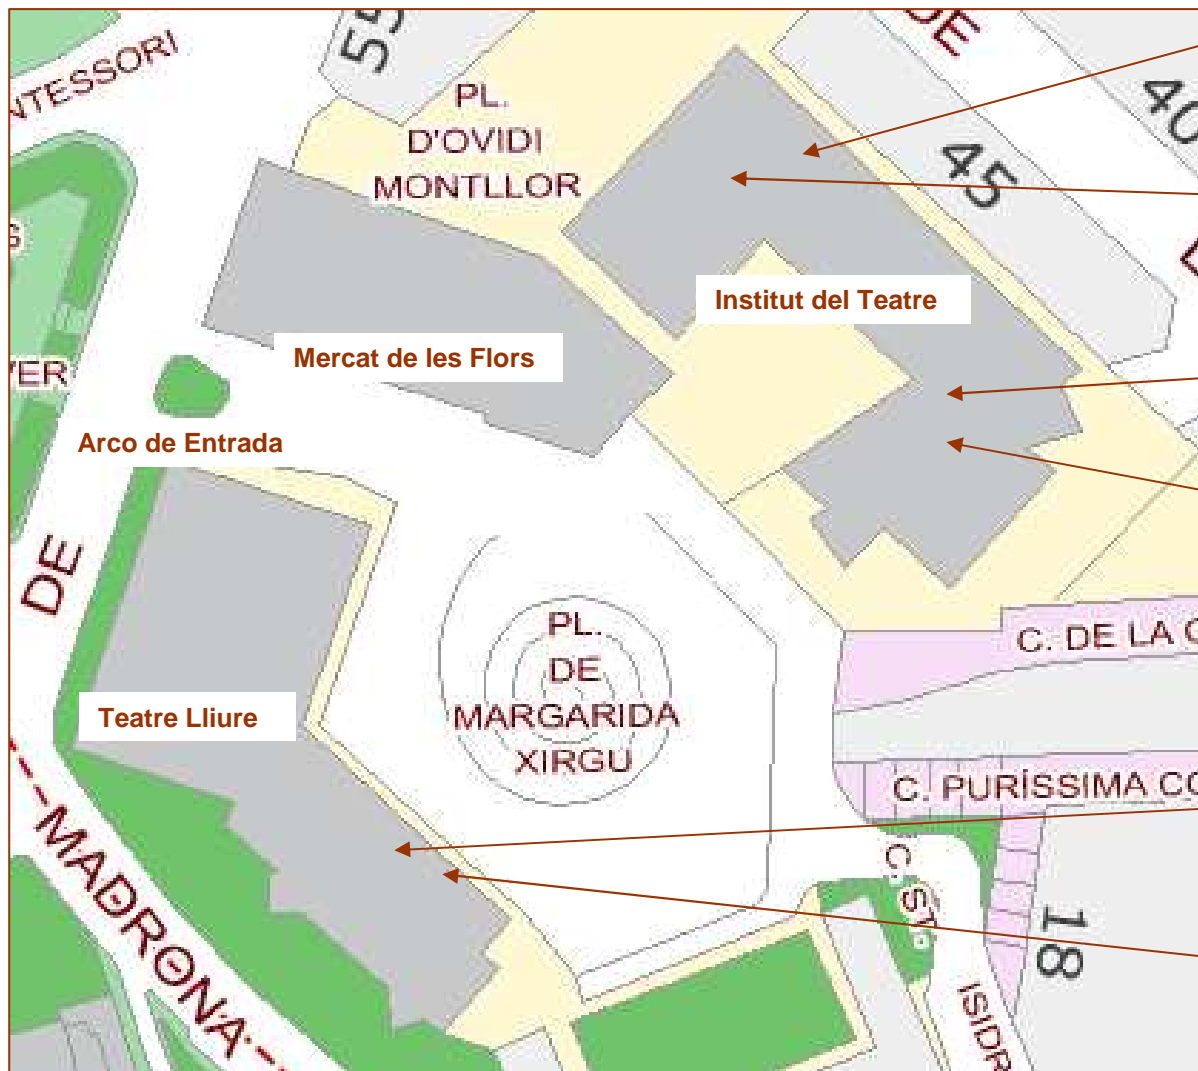 55
DE
NTESSORI
PL.
D'OVIDI
MONTLLOR
40
45
S
L
Institut del Teatre
Mercat de les Flors
'ER
Arco de Entrada
DE
PL.
DE
MARGARIDA
XIRGU
C. DE LA C
Teatre Lliure
C. PURÍSSIMA CO
MADRONA
C. ST.
18
ISIDR